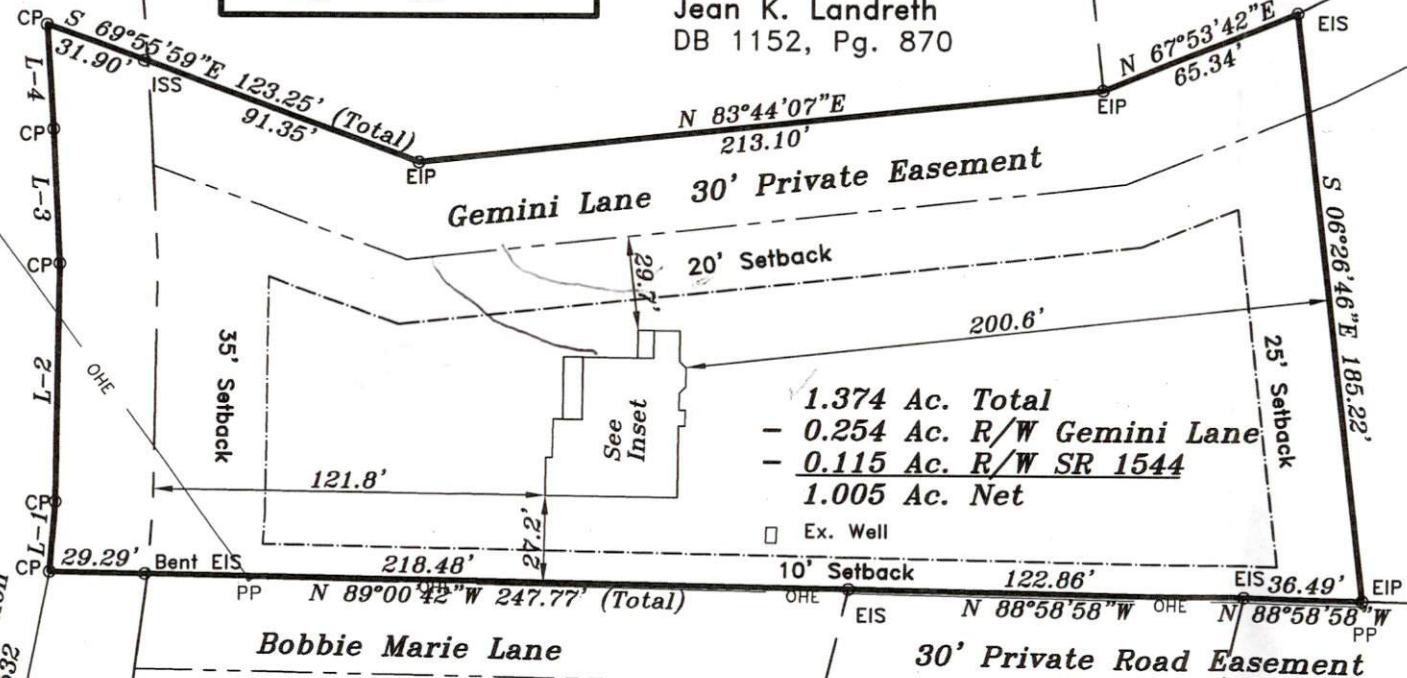 Jean K. Landreth
DB 1152, Pg. 870
CP
S 69°55'59"E 123.25' (Total)
31.90'
91.35'
ISS
EIP
N 83°44'07"E
213.10'
EIP
N 67°53'42"E
65.34'
EIS
L-4
CP
L-3
CP
L-2
CP
L-1
CP
Gemini Lane 30' Private Easement
20' Setback
29.7'
200.6'
S 06°26'46"E 185.22'
25' Setback
35' Setback
OHE
See
Inset
1.374 Ac. Total
- 0.254 Ac. R/W Gemini Lane
- 0.115 Ac. R/W SR 1544
1.005 Ac. Net
Ex. Well
121.8'
47.2'
29.29'
Bent EIS
218.48'
10' Setback
122.86'
EIS
36.49'
EIP
PP
N 89°00'42"W 247.77' (Total)
OHE
OHE
EIS
N 88°58'58"W
OHE
N 88°58'58"W
PP
Bobbie Marie Lane
30' Private Road Easement